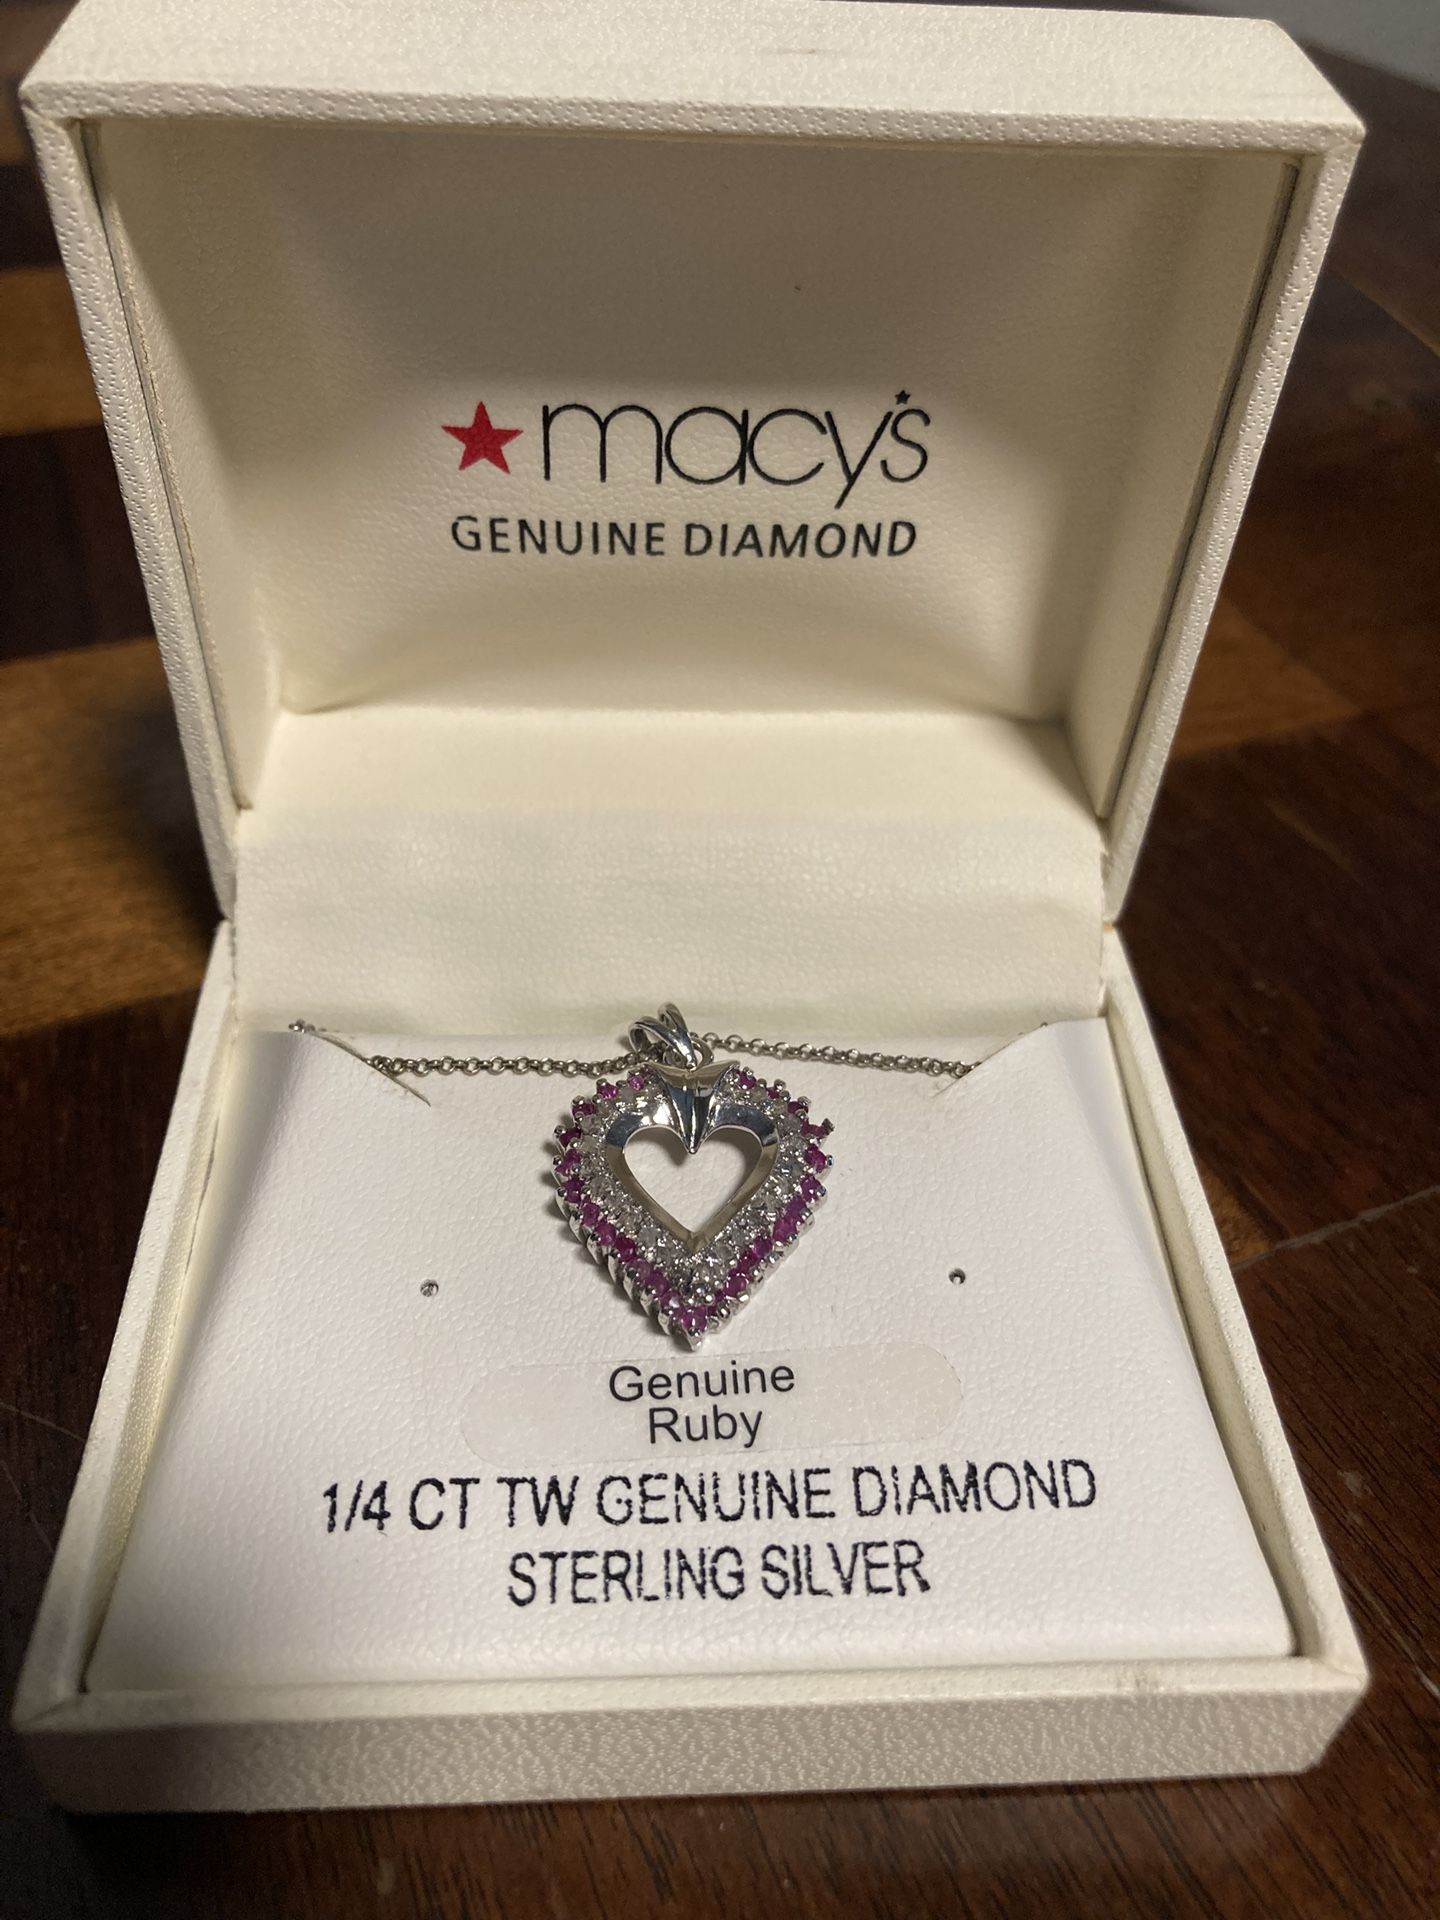 macy's
GENUINE DIAMOND
Genuine
Ruby
1/4 CT TW GENUINE DIAMOND
STERLING SILVER